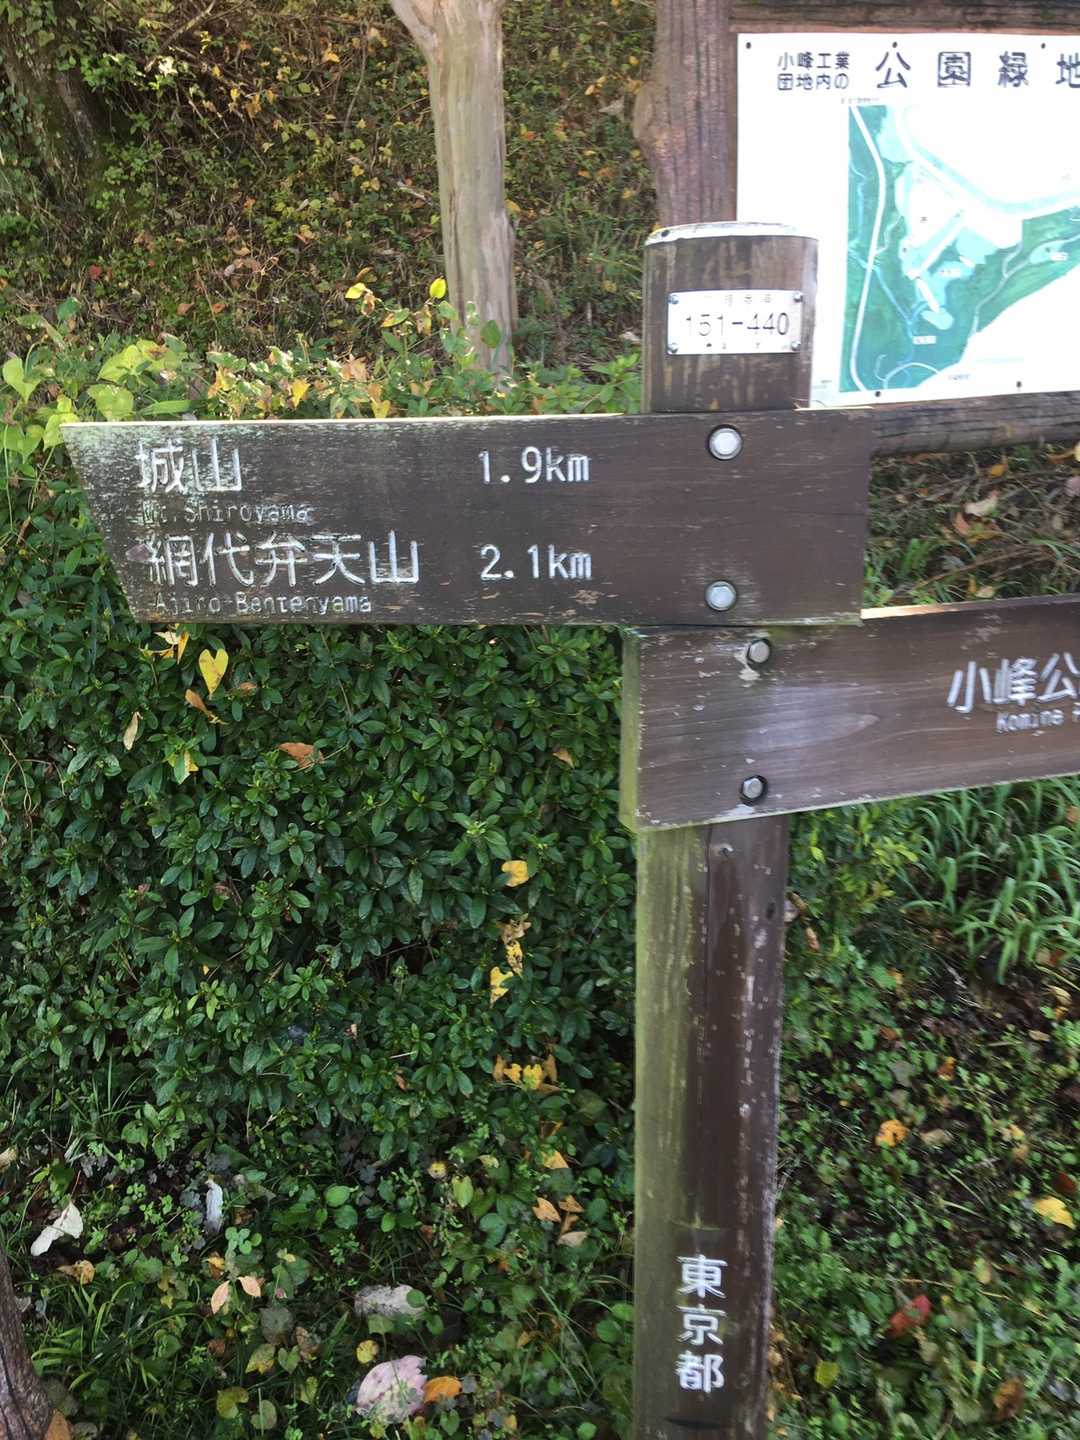 小峰工業
団地内の
公園緑地
151-440
城山 1.9km
Mt.Shiroyama
網代弁天山 2.1km
Ajiro-Bentenyama
小峰公
Komine
東京都